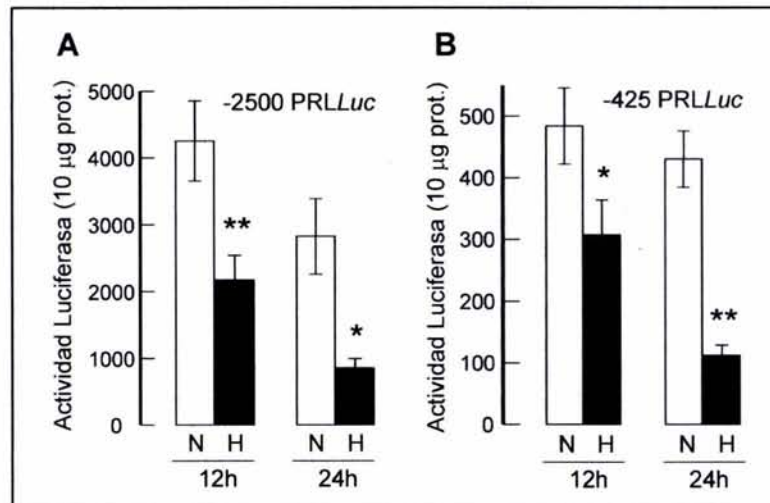 A
-2500 PRLLuc
Actividad Luciferasa (10 µg prot.)
5000
4000
3000
2000
1000
0
**
*
N H N H
12h 24h
B
-425 PRLLuc
Actividad Luciferasa (10 µg prot.)
500
400
300
200
100
0
*
**
N H N H
12h 24h